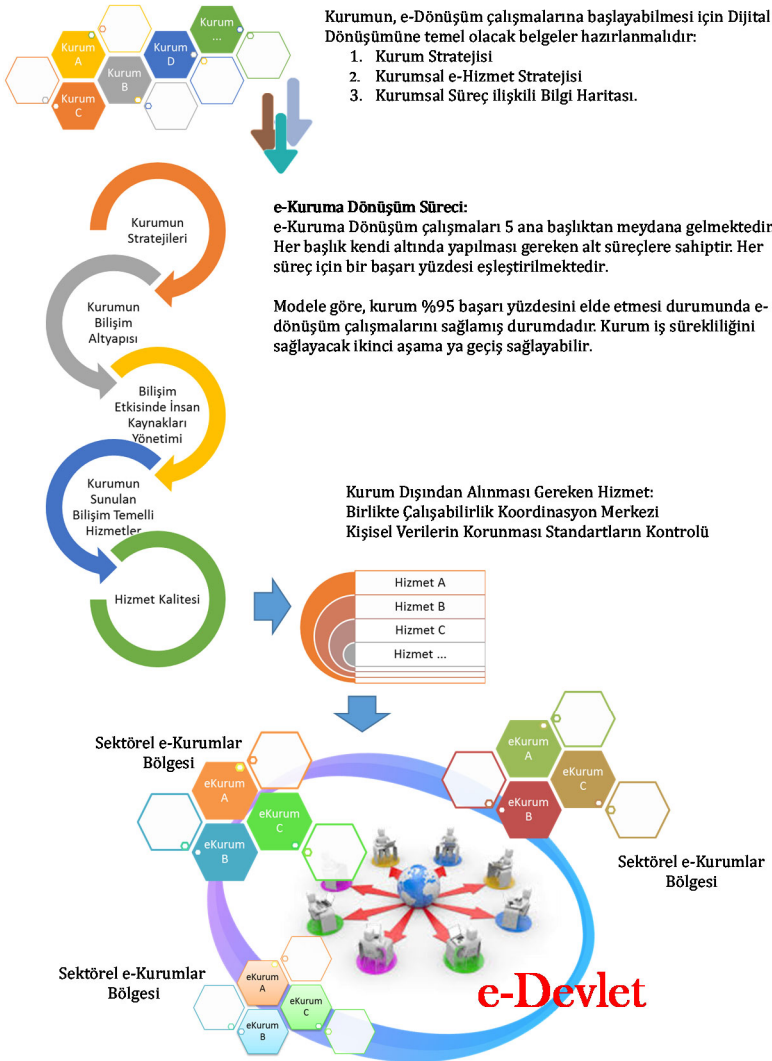 Kurum
A
Kurum
B
Kurum
C
Kurum
D
Kurum
...
Kurumun, e-Dönüşüm çalışmalarına başlayabilmesi için Dijital
Dönüşümüne temel olacak belgeler hazırlanmalıdır:
1. Kurum Stratejisi
2. Kurumsal e-Hizmet Stratejisi
3. Kurumsal Süreç ilişkili Bilgi Haritası.
Kurumun
Stratejileri
Kurumun
Bilişim
Altyapısı
Bilişim
Etkisinde İnsan
Kaynakları
Yönetimi
Kurumun
Sunulan
Bilişim Temelli
Hizmetler
Hizmet Kalitesi
e-Kuruma Dönüşüm Süreci:
e-Kuruma Dönüşüm çalışmaları 5 ana başlıktan meydana gelmektedir
Her başlık kendi altında yapılması gereken alt süreçlere sahiptir. Her
süreç için bir başarı yüzdesi eşleştirilmektedir.
Modele göre, kurum %95 başarı yüzdesini elde etmesi durumunda e-
dönüşüm çalışmalarını sağlamış durumdadır. Kurum iş sürekliliğini
sağlayacak ikinci aşama ya geçiş sağlayabilir.
Kurum Dışından Alınması Gereken Hizmet:
Birlikte Çalışabilirlik Koordinasyon Merkezi
Kişisel Verilerin Korunması Standartların Kontrolü
Hizmet A
Hizmet B
Hizmet C
Hizmet ...
Sektörel e-Kurumlar
Bölgesi
eKurum
A
eKurum
B
eKurum
C
eKurum
A
eKurum
B
eKurum
C
Sektörel e-Kurumlar
Bölgesi
Sektörel e-Kurumlar
Bölgesi
eKurum
A
eKurum
B
eKurum
C
e-Devlet